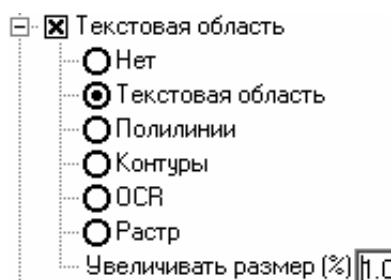 Текстовая область
Нет
Текстовая область
Полилинии
Контуры
OCR
Растр
Увеличивать размер (%)